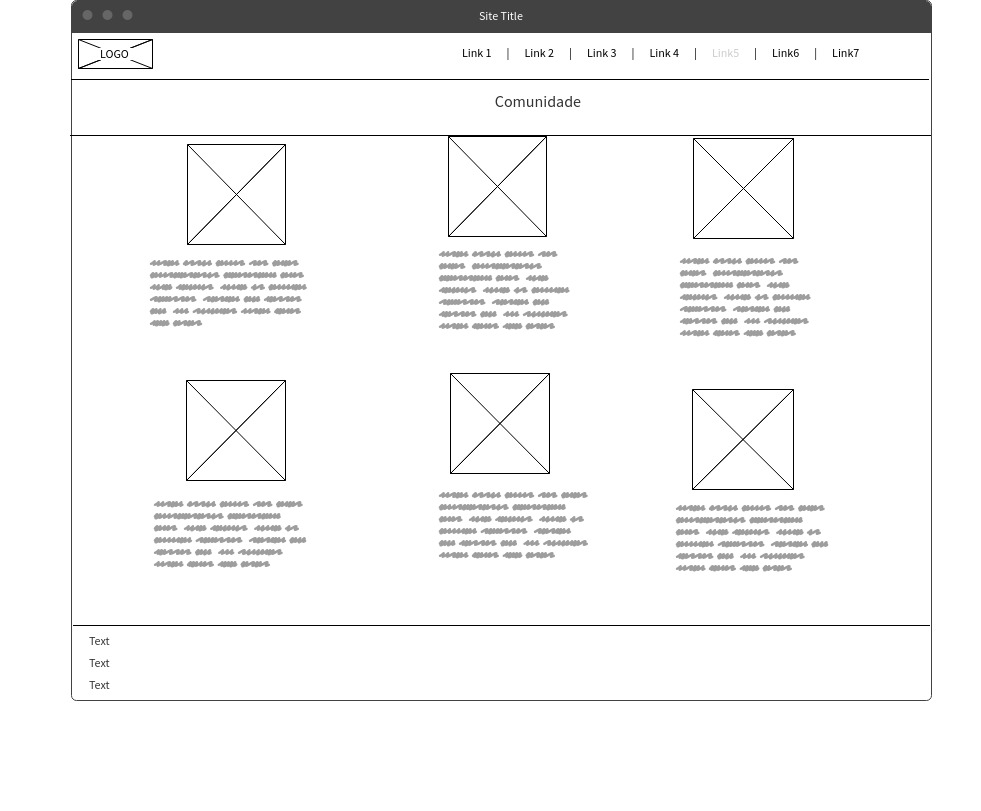 Site Title
LOGO
Link 1 | Link 2 | Link 3 | Link 4 | Link5 | Link6 | Link7
Comunidade
Text
Text
Text